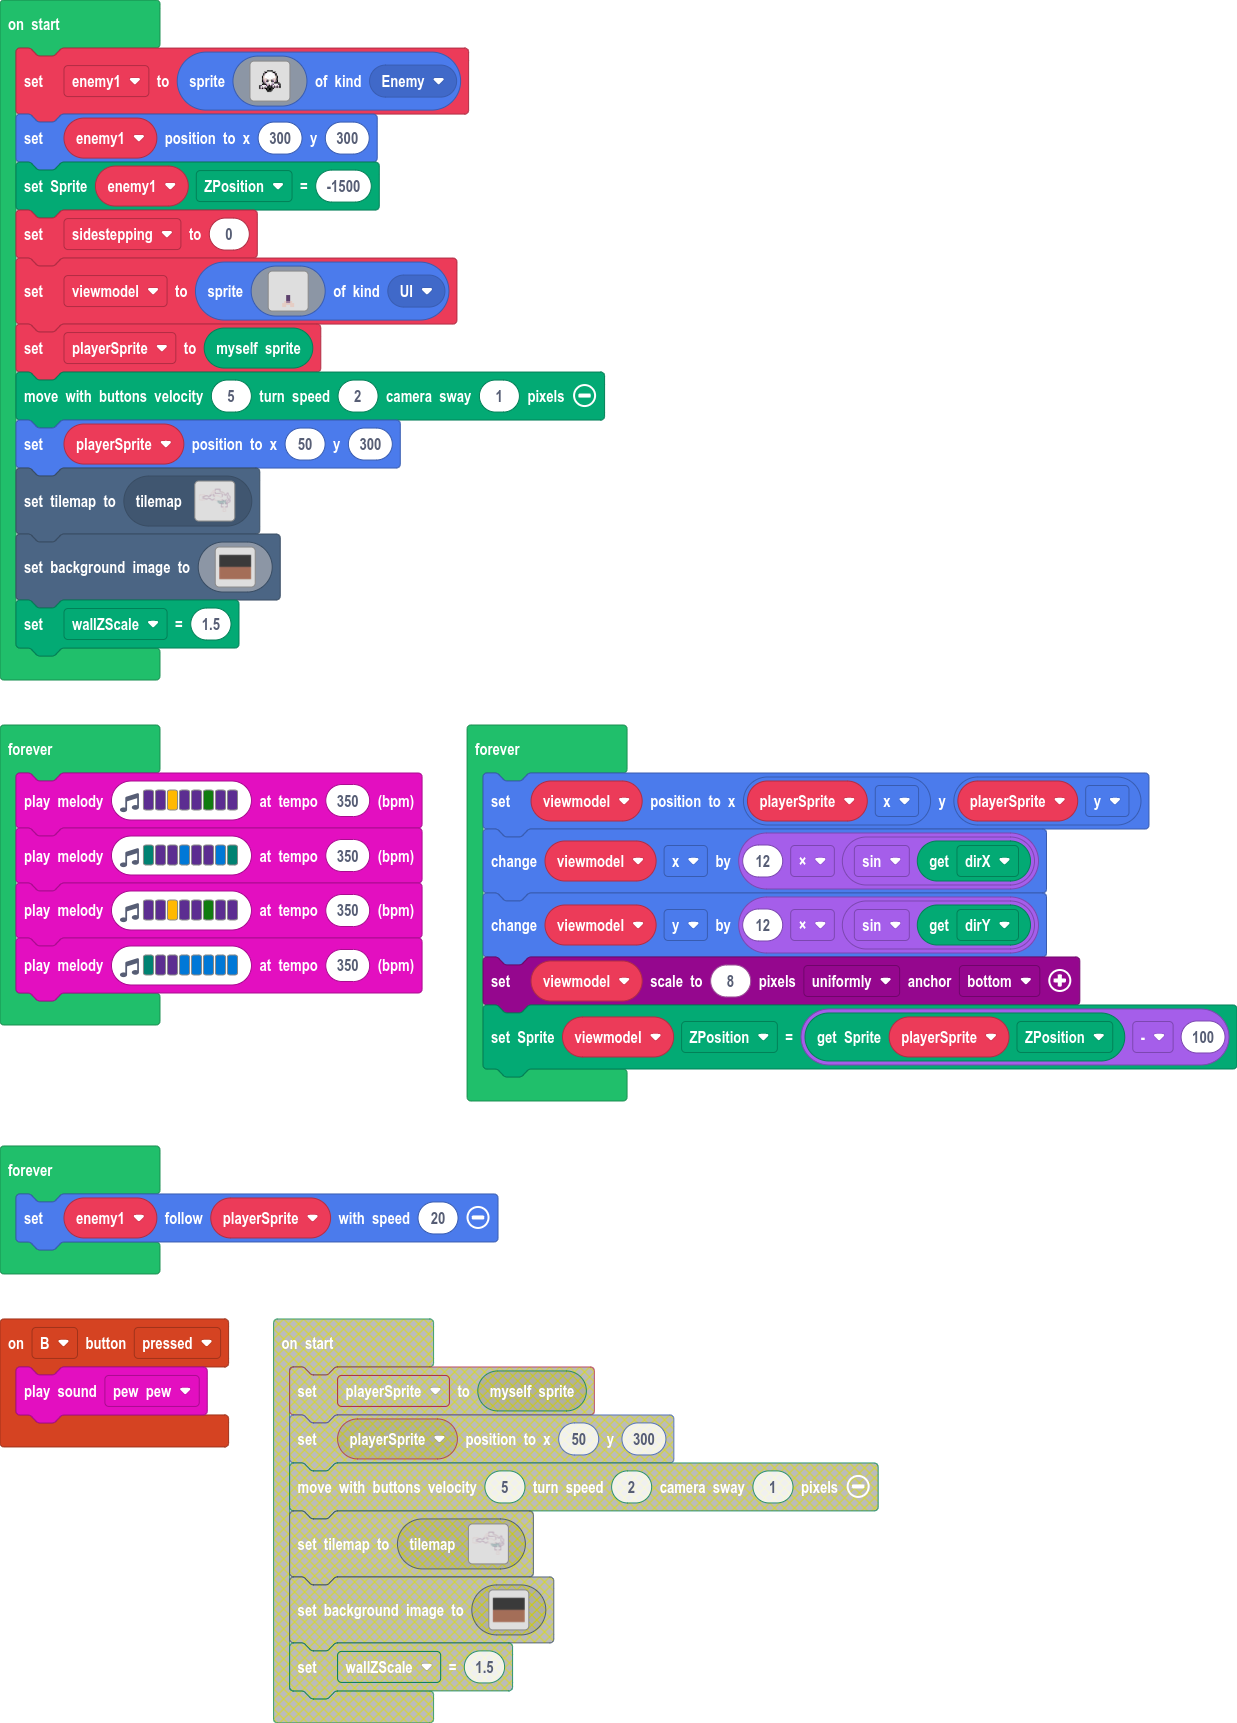 on start
set enemy1 to sprite of kind Enemy
set enemy1 position to x 300 y 300
set Sprite enemy1 ZPosition = -1500
set sidestepping to 0
set viewmodel to sprite of kind UI
set playerSprite to myself sprite
move with buttons velocity 5 turn speed 2 camera sway 1 pixels
set playerSprite position to x 50 y 300
set tilemap to tilemap
set background image to
set wallZScale = 1.5
forever
play melody at tempo 350 (bpm)
play melody at tempo 350 (bpm)
play melody at tempo 350 (bpm)
play melody at tempo 350 (bpm)
forever
set viewmodel position to x playerSprite x y playerSprite y
change viewmodel x by 12 × sin get dirX
change viewmodel y by 12 × sin get dirY
set viewmodel scale to 8 pixels uniformly anchor bottom
set Sprite viewmodel ZPosition = get Sprite playerSprite ZPosition - 100
forever
set enemy1 follow playerSprite with speed 20
on B button pressed
play sound pew pew
on start
set playerSprite to myself sprite
set playerSprite position to x 50 y 300
move with buttons velocity 5 turn speed 2 camera sway 1 pixels
set tilemap to tilemap
set background image to
set wallZScale = 1.5